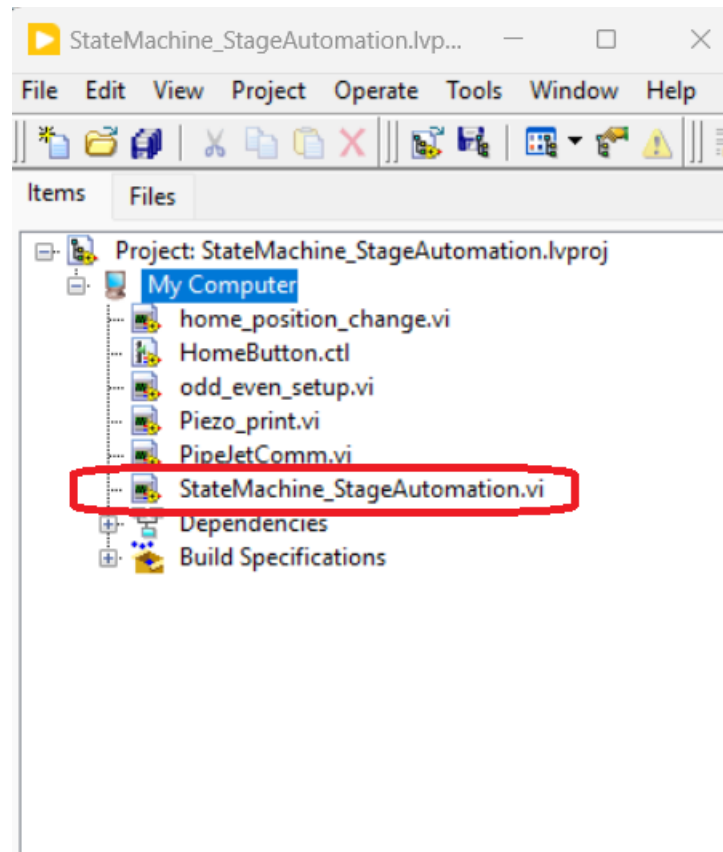 StateMachine_StageAutomation.lvp...
File Edit View Project Operate Tools Window Help
Items Files
Project: StateMachine_StageAutomation.lvproj
My Computer
home_position_change.vi
HomeButton.ctl
odd_even_setup.vi
Piezo_print.vi
PipeJetComm.vi
StateMachine_StageAutomation.vi
Dependencies
Build Specifications